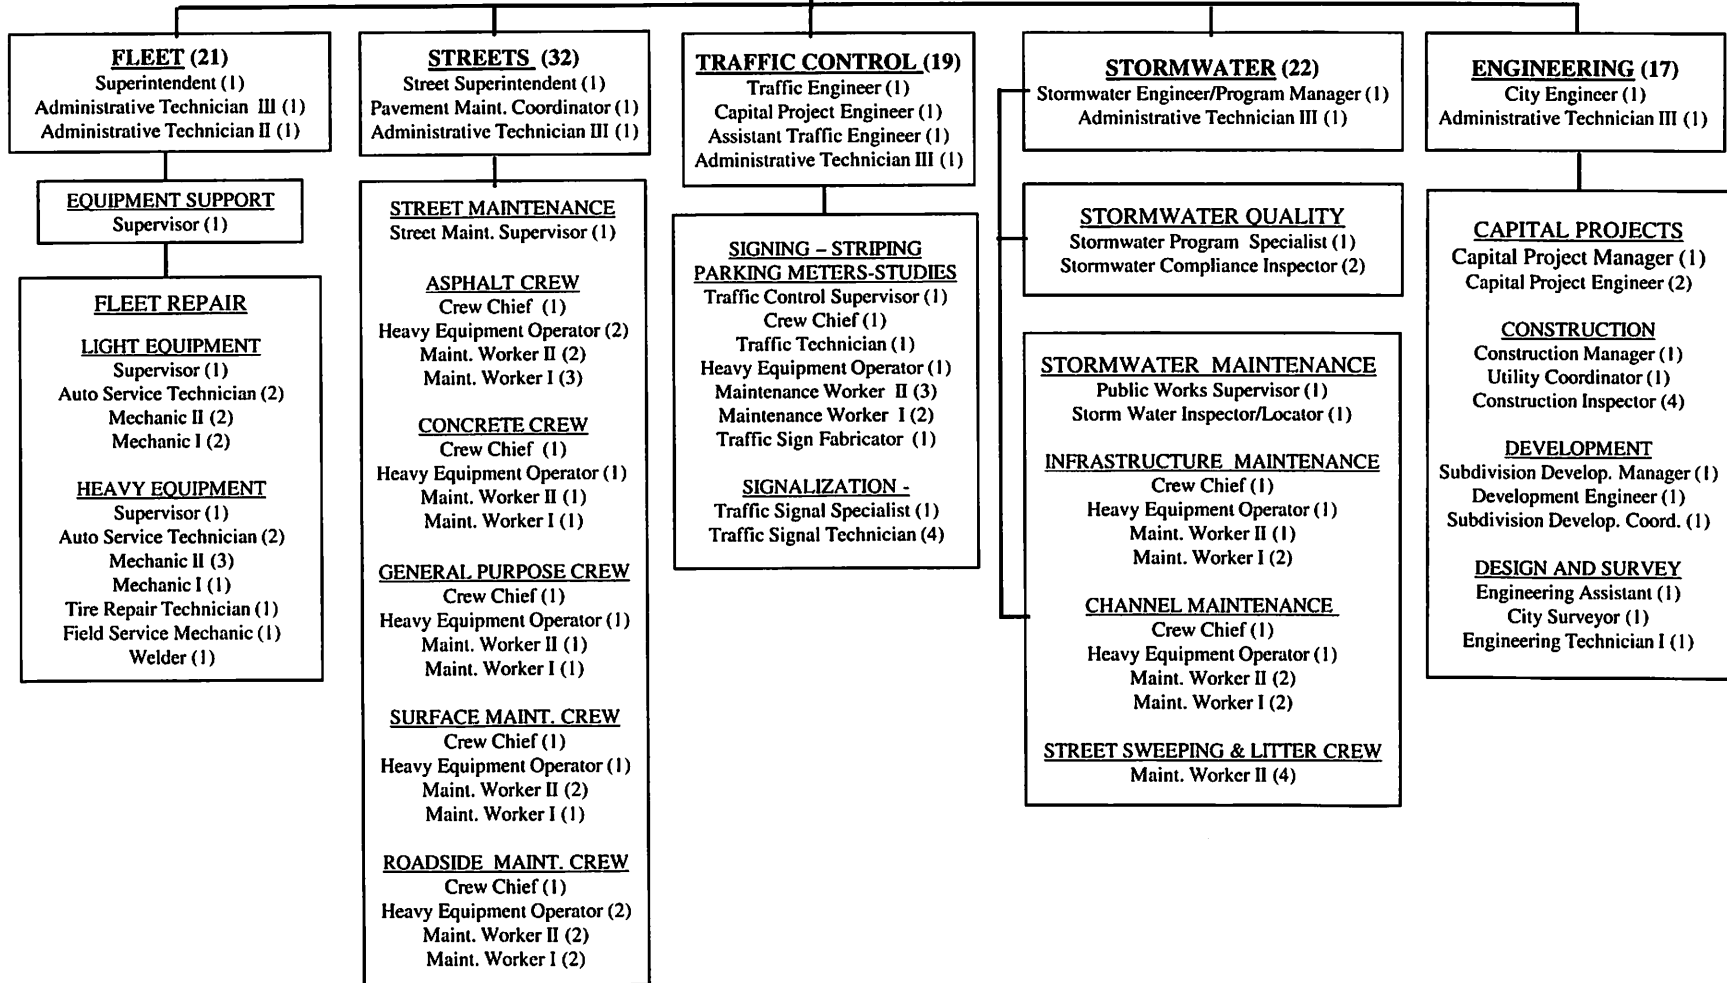 FLEET (21)
Superintendent (1)
Administrative Technician III (1)
Administrative Technician II (1)
EQUIPMENT SUPPORT
Supervisor (1)
FLEET REPAIR
LIGHT EQUIPMENT
Supervisor (1)
Auto Service Technician (2)
Mechanic II (2)
Mechanic I (2)
HEAVY EQUIPMENT
Supervisor (1)
Auto Service Technician (2)
Mechanic II (3)
Mechanic I (1)
Tire Repair Technician (1)
Field Service Mechanic (1)
Welder (1)
STREETS (32)
Street Superintendent (1)
Pavement Maint. Coordinator (1)
Administrative Technician III (1)
STREET MAINTENANCE
Street Maint. Supervisor (1)
ASPHALT CREW
Crew Chief (1)
Heavy Equipment Operator (2)
Maint. Worker II (2)
Maint. Worker I (3)
CONCRETE CREW
Crew Chief (1)
Heavy Equipment Operator (1)
Maint. Worker II (1)
Maint. Worker I (1)
GENERAL PURPOSE CREW
Crew Chief (1)
Heavy Equipment Operator (1)
Maint. Worker II (1)
Maint. Worker I (1)
SURFACE MAINT. CREW
Crew Chief (1)
Heavy Equipment Operator (1)
Maint. Worker II (2)
Maint. Worker I (1)
ROADSIDE MAINT. CREW
Crew Chief (1)
Heavy Equipment Operator (2)
Maint. Worker II (2)
Maint. Worker I (2)
TRAFFIC CONTROL (19)
Traffic Engineer (1)
Capital Project Engineer (1)
Assistant Traffic Engineer (1)
Administrative Technician III (1)
SIGNING – STRIPING
PARKING METERS-STUDIES
Traffic Control Supervisor (1)
Crew Chief (1)
Traffic Technician (1)
Heavy Equipment Operator (1)
Maintenance Worker II (3)
Maintenance Worker I (2)
Traffic Sign Fabricator (1)
SIGNALIZATION -
Traffic Signal Specialist (1)
Traffic Signal Technician (4)
STORMWATER (22)
Stormwater Engineer/Program Manager (1)
Administrative Technician III (1)
STORMWATER QUALITY
Stormwater Program Specialist (1)
Stormwater Compliance Inspector (2)
STORMWATER MAINTENANCE
Public Works Supervisor (1)
Storm Water Inspector/Locator (1)
INFRASTRUCTURE MAINTENANCE
Crew Chief (1)
Heavy Equipment Operator (1)
Maint. Worker II (1)
Maint. Worker I (2)
CHANNEL MAINTENANCE
Crew Chief (1)
Heavy Equipment Operator (1)
Maint. Worker II (2)
Maint. Worker I (2)
STREET SWEEPING & LITTER CREW
Maint. Worker II (4)
ENGINEERING (17)
City Engineer (1)
Administrative Technician III (1)
CAPITAL PROJECTS
Capital Project Manager (1)
Capital Project Engineer (2)
CONSTRUCTION
Construction Manager (1)
Utility Coordinator (1)
Construction Inspector (4)
DEVELOPMENT
Subdivision Develop. Manager (1)
Development Engineer (1)
Subdivision Develop. Coord. (1)
DESIGN AND SURVEY
Engineering Assistant (1)
City Surveyor (1)
Engineering Technician I (1)